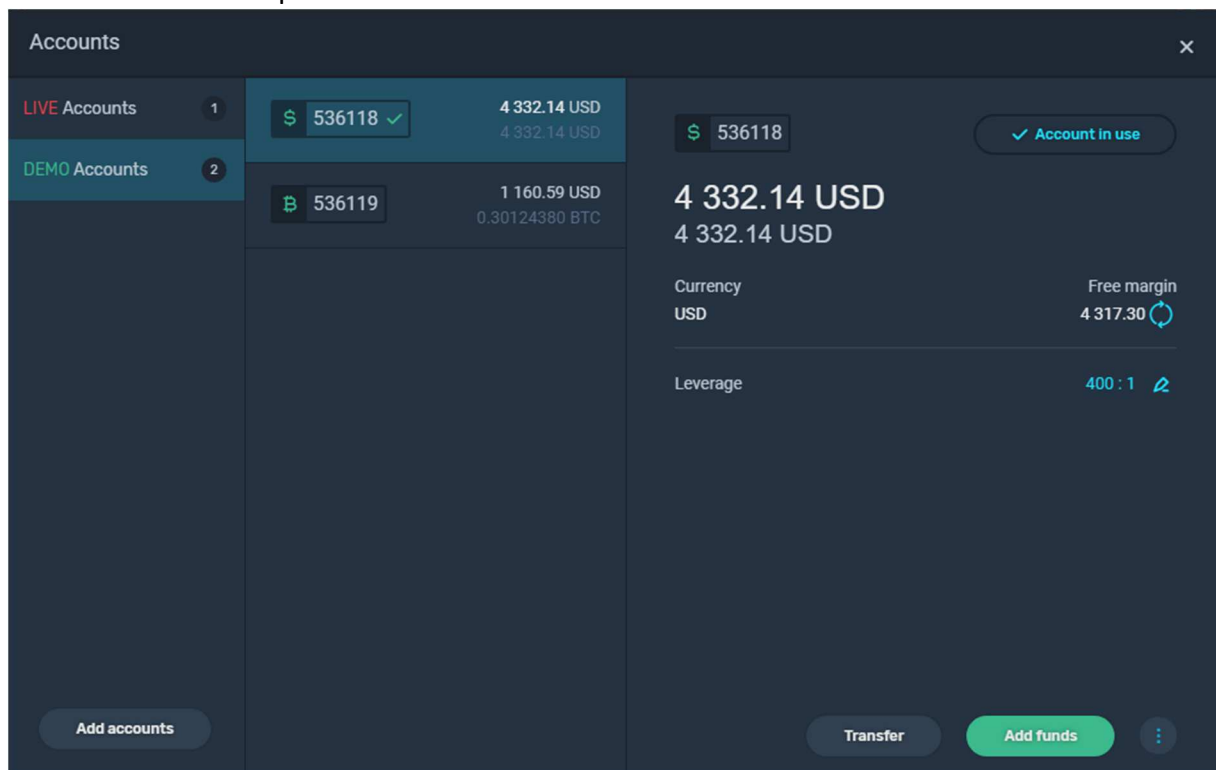 Accounts
LIVE Accounts 1
DEMO Accounts 2
Add accounts
$ 536118 4 332.14 USD
4 332.14 USD
536119 1 160.59 USD
0.30124380 BTC
$ 536118 Account in use
4 332.14 USD
4 332.14 USD
Currency Free margin
USD 4 317.30
Leverage 400 : 1
Transfer Add funds